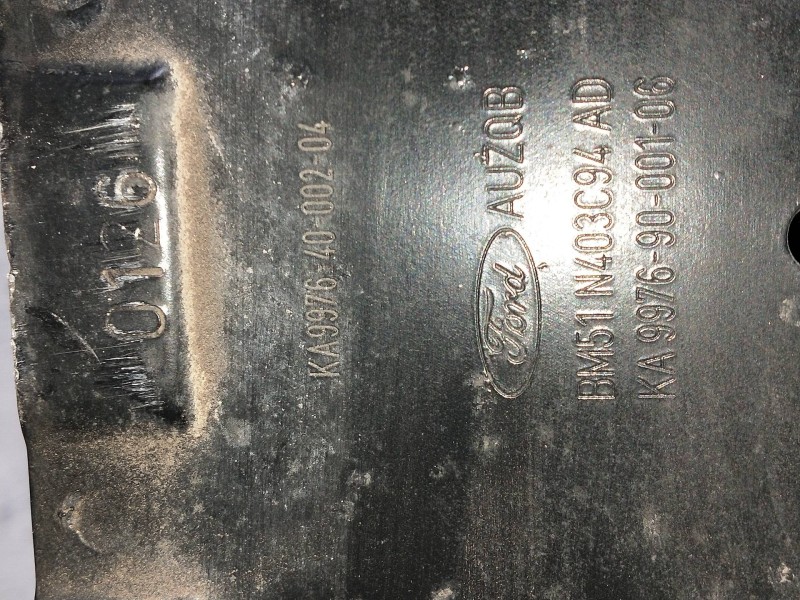 0126
KA9976-40-002-04
Ford AUZQB
BM51 N403C94 AD
KA 9976-90-001-06